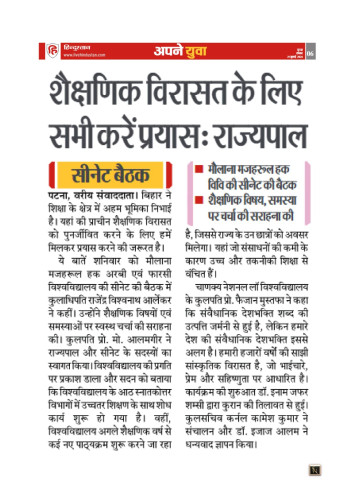 हिन्दुस्तान
www.livehindustan.com
अपने युवा
06
शैक्षणिक विरासत के लिए
सभी करें प्रयास: राज्यपाल
सीनेट बैठक
पटना, वरीय संवाददाता। बिहार ने
शिक्षा के क्षेत्र में अहम भूमिका निभाई
है। यहां की प्राचीन शैक्षणिक विरासत
को पुनर्जीवित करने के लिए हमें
मिलकर प्रयास करने की जरूरत है।
ये बातें शनिवार को मौलाना
मजहरूल हक अरबी एवं फारसी
विश्वविद्यालय की सीनेट की बैठक में
कुलाधिपति राजेंद्र विश्वनाथ आर्लेकर
ने कहीं। उन्होंने शैक्षणिक विषयों एवं
समस्याओं पर स्वस्थ चर्चा की सराहना
की। कुलपति प्रो. मो. आलमगीर ने
राज्यपाल और सीनेट के सदस्यों का
स्वागत किया। विश्वविद्यालय की प्रगति
पर प्रकाश डाला और सदन को बताया
कि विश्वविद्यालय के आठ स्नातकोत्तर
विभागों में उच्चतर शिक्षण के साथ शोध
कार्य शुरू हो गया है। वहीं,
विश्वविद्यालय अगले शैक्षणिक वर्ष से
कई नए पाठ्यक्रम शुरू करने जा रहा
■ मौलाना मजहरूल हक
विवि की सीनेट की बैठक
■ शैक्षणिक विषय, समस्या
पर चर्चा की सराहना की
है, जिससे राज्य के उन छात्रों को अवसर
मिलेगा। यहां जो संसाधनों की कमी के
कारण उच्च और तकनीकी शिक्षा से
वंचित हैं।
चाणक्य नेशनल लॉ विश्वविद्यालय
के कुलपति प्रो. फैजान मुस्तफा ने कहा
कि संवैधानिक देशभक्ति शब्द की
उत्पत्ति जर्मनी से हुई है, लेकिन हमारे
देश की संवैधानिक देशभक्ति इससे
अलग है। हमारी हजारों वर्षों की साझी
सांस्कृतिक विरासत है, जो भाईचारे,
प्रेम और सहिष्णुता पर आधारित है।
कार्यक्रम की शुरुआत डॉ. इनाम जफर
शम्सी द्वारा कुरान की तिलावत से हुई।
कुलसचिव कर्नल कामेश कुमार ने
संचालन और डॉ. इजाज आलम ने
धन्यवाद ज्ञापन किया।